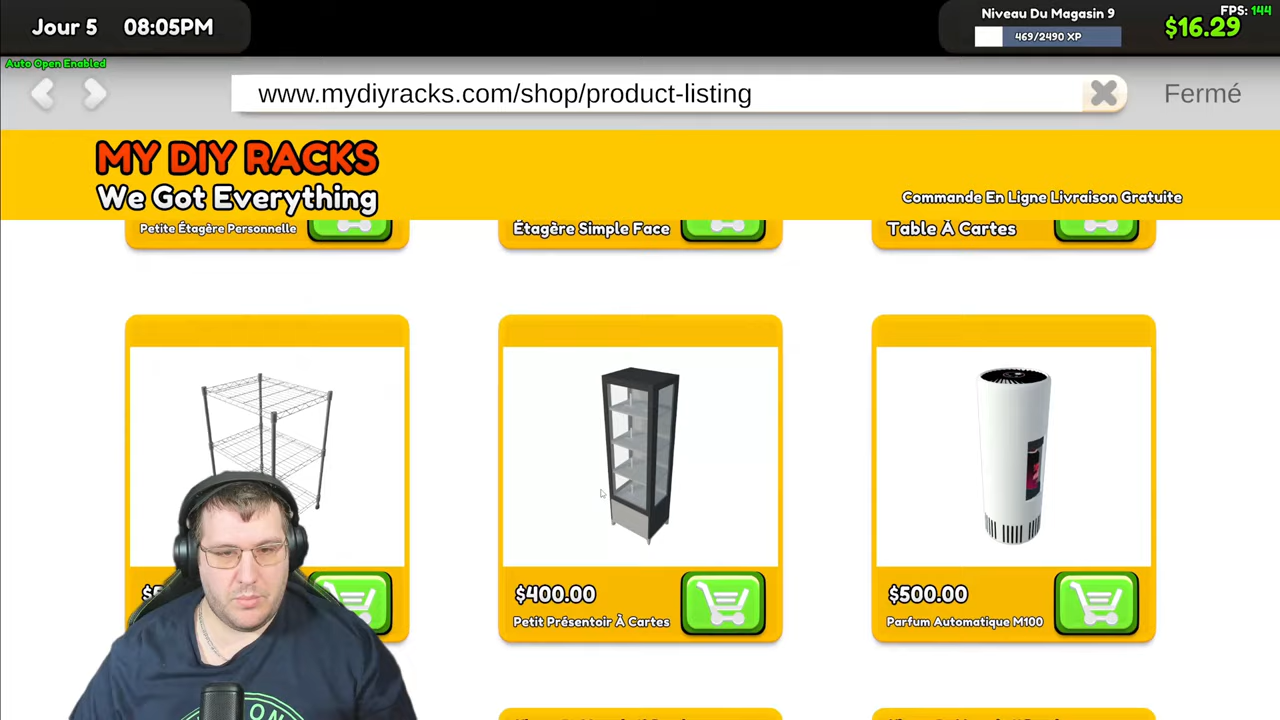 Jour 5 08:05PM
Niveau Du Magasin 9
469/2490 XP
FPS: 144
$16.29
Auto Open Enabled
www.mydiyracks.com/shop/product-listing
Fermé
MY DIY RACKS
We Got Everything
Commande En Ligne Livraison Gratuite
Petite Étagère Personnelle
Étagère Simple Face
Table À Cartes
$400.00
Petit Présentoir À Cartes
$500.00
Parfum Automatique M100